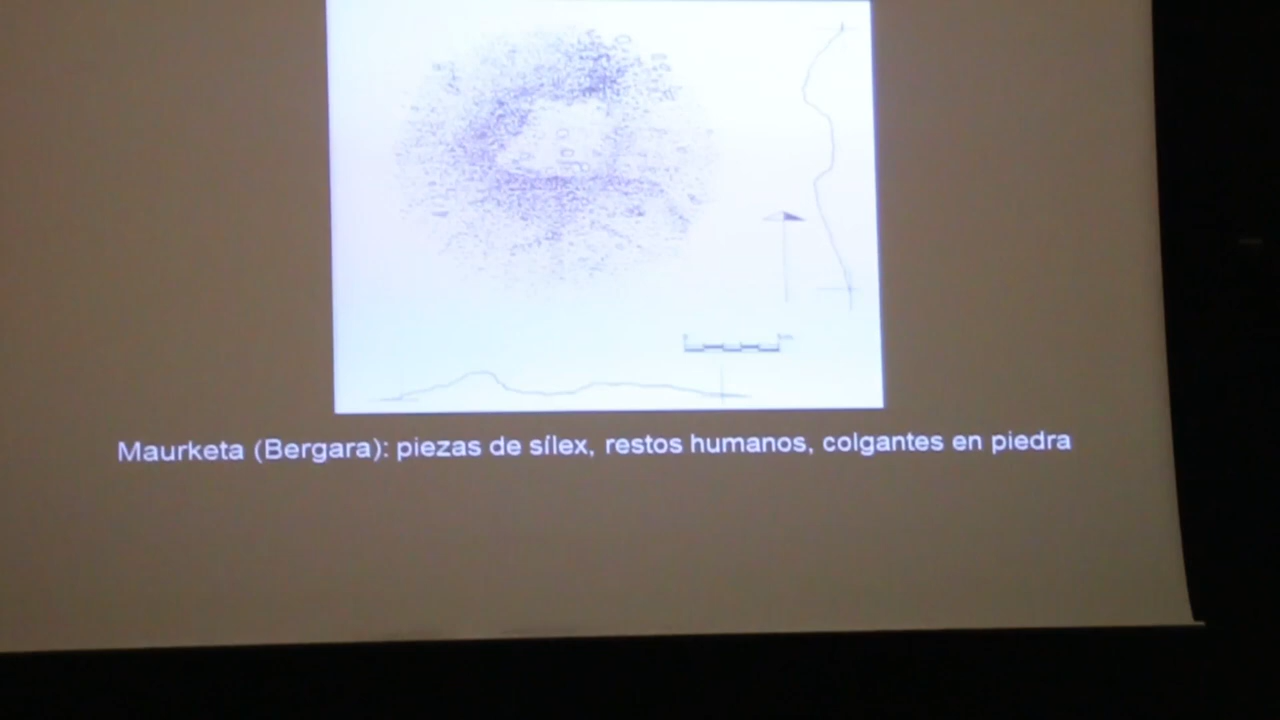 Maurketa (Bergara): piezas de sílex, restos humanos, colgantes en piedra